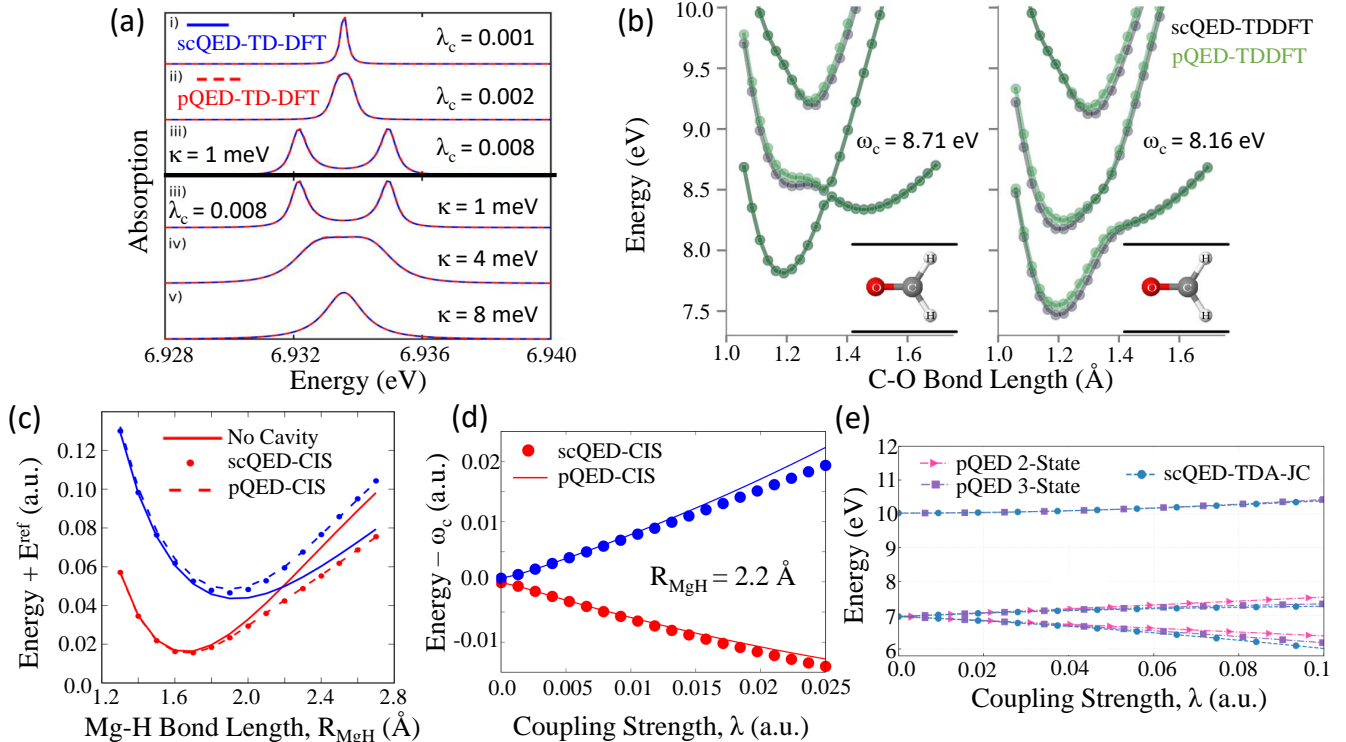 (a)
i)
scQED-TD-DFT
λc = 0.001
ii)
pQED-TD-DFT
λc = 0.002
iii)
κ = 1 meV
λc = 0.008
iii)
λc = 0.008
κ = 1 meV
iv)
κ = 4 meV
v)
κ = 8 meV
Absorption
6.928 6.932 6.936 6.940
Energy (eV)
(b)
scQED-TDDFT
pQED-TDDFT
10.0
9.5
9.0
8.5
8.0
7.5
Energy (eV)
ωc = 8.71 eV
ωc = 8.16 eV
O C H H
O C H H
1.0 1.2 1.4 1.6
1.0 1.2 1.4 1.6
C-O Bond Length (Å)
(c)
No Cavity
scQED-CIS
pQED-CIS
0.12
0.10
0.08
0.06
0.04
0.02
0.0
Energy + E^ref (a.u.)
1.2 1.6 2.0 2.4 2.8
Mg-H Bond Length, R_MgH (Å)
(d)
scQED-CIS
pQED-CIS
0.02
0.01
0.0
-0.01
Energy − ωc (a.u.)
R_MgH = 2.2 Å
0.0 0.005 0.01 0.015 0.02 0.025
Coupling Strength, λ (a.u.)
(e)
pQED 2-State
pQED 3-State
scQED-TDA-JC
12
10
8
6
Energy (eV)
0.0 0.02 0.04 0.06 0.08 0.1
Coupling Strength, λ (a.u.)